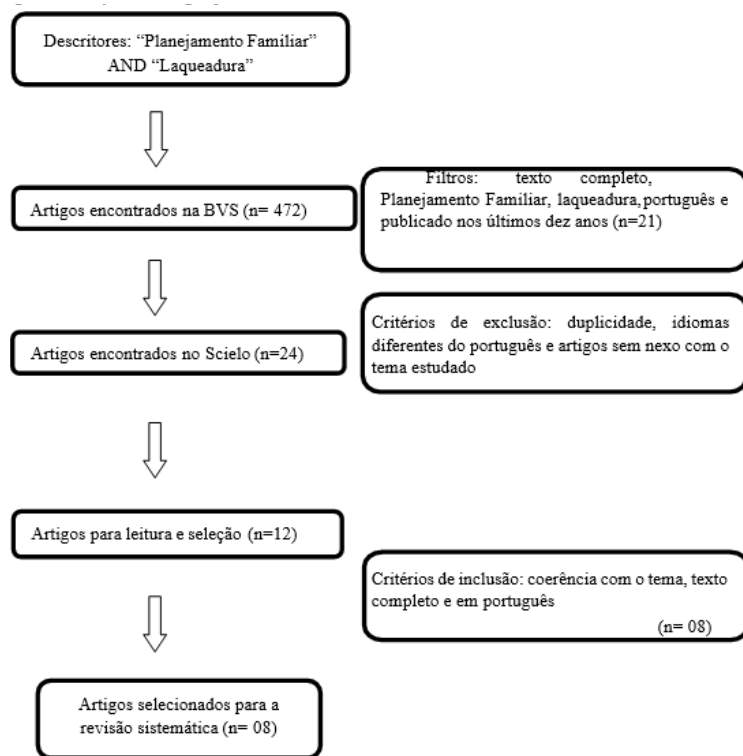 Descritores: “Planejamento Familiar”
AND “Laqueadura”
Artigos encontrados na BVS (n= 472)
Filtros: texto completo,
Planejamento Familiar, laqueadura, português e
publicado nos últimos dez anos (n=21)
Artigos encontrados no Scielo (n=24)
Critérios de exclusão: duplicidade, idiomas
diferentes do português e artigos sem nexo com o
tema estudado
Artigos para leitura e seleção (n=12)
Critérios de inclusão: coerência com o tema, texto
completo e em português
(n= 08)
Artigos selecionados para a
revisão sistemática (n= 08)